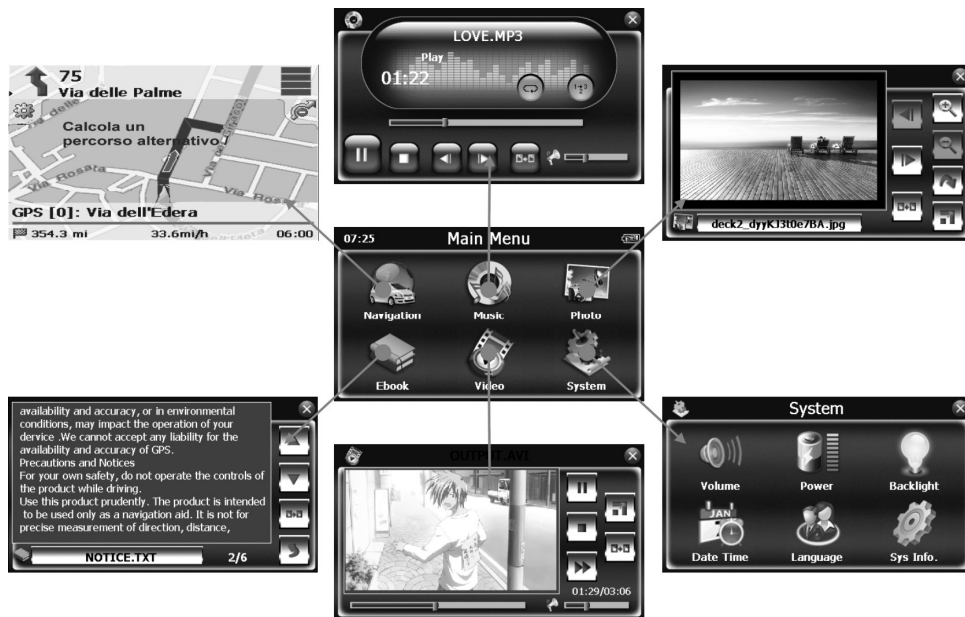 LOVE.MP3
Play
01:22
75
Via delle Palme
delle
Calcola un
percorso alternativo
Via Rosata
Via Rosata
GPS [0]: Via dell'Edera
354.3 mi 33.6mi/h 06:00
deck2_dyyKJ3t0e7BA.jpg
07:25 Main Menu
Navigation Music Photo
Ebook Video System
availability and accuracy, or in environmental
conditions, may impact the operation of your
dervice .We cannot accept any liability for the
availability and accuracy of GPS.
Precautions and Notices
For your own safety, do not operate the controls of
the product while driving.
Use this product prudently. The product is intended
to be used only as a navigation aid. It is not for
precise measurement of direction, distance,
NOTICE.TXT 2/6
OUTPUT.AVI
01:29/03:06
System
Volume Power Backlight
JAN
Date Time Language Sys Info.